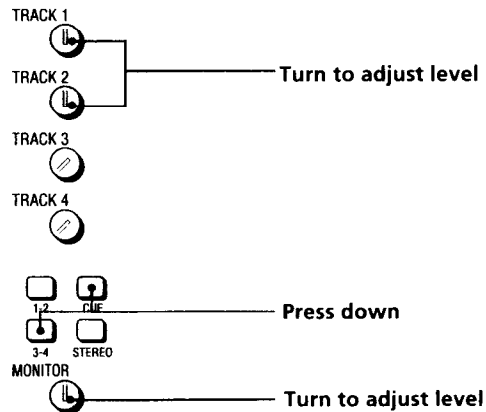 TRACK 1
TRACK 2
Turn to adjust level
TRACK 3
TRACK 4
1-2 CUE
Press down
3-4 STEREO
MONITOR
Turn to adjust level